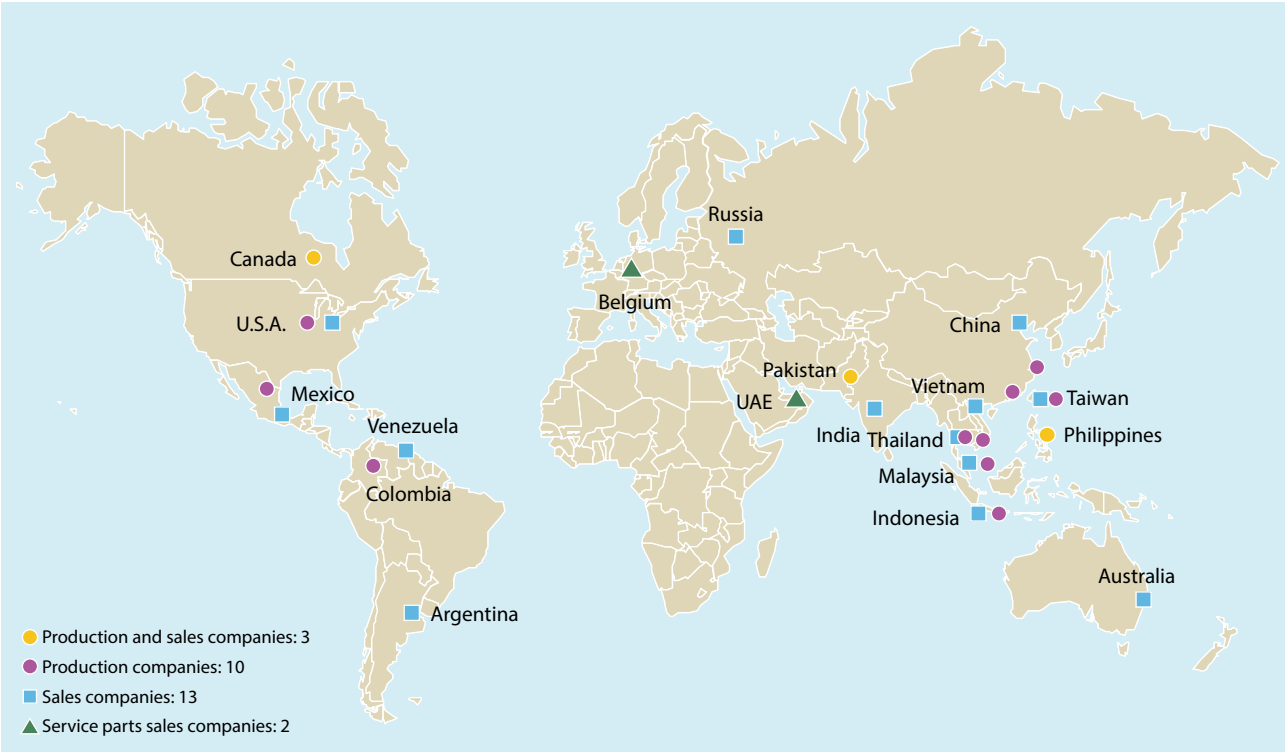 Russia
Canada
Belgium
U.S.A.
China
Pakistan
Mexico
Vietnam
UAE
Taiwan
Venezuela
India
Thailand
Philippines
Malaysia
Colombia
Indonesia
Australia
Argentina
Production and sales companies: 3
Production companies: 10
Sales companies: 13
Service parts sales companies: 2